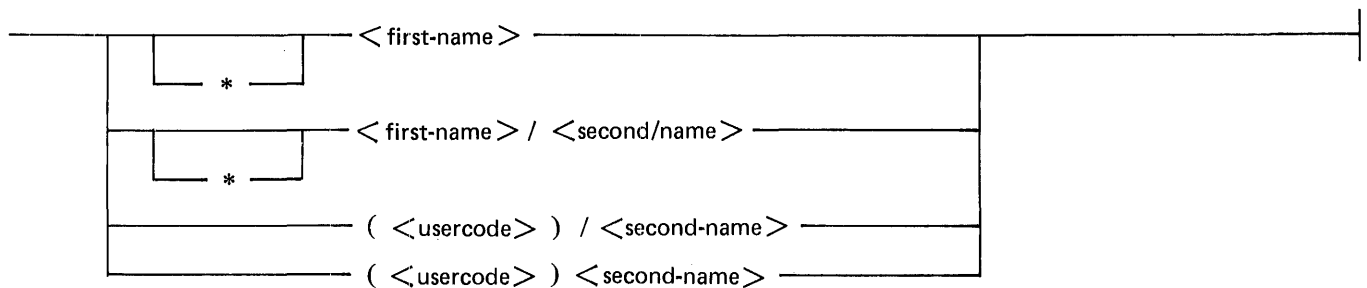 <first-name>
*
<first-name> / <second/name>
*
( <usercode> ) / <second-name>
( <usercode> ) <second-name>